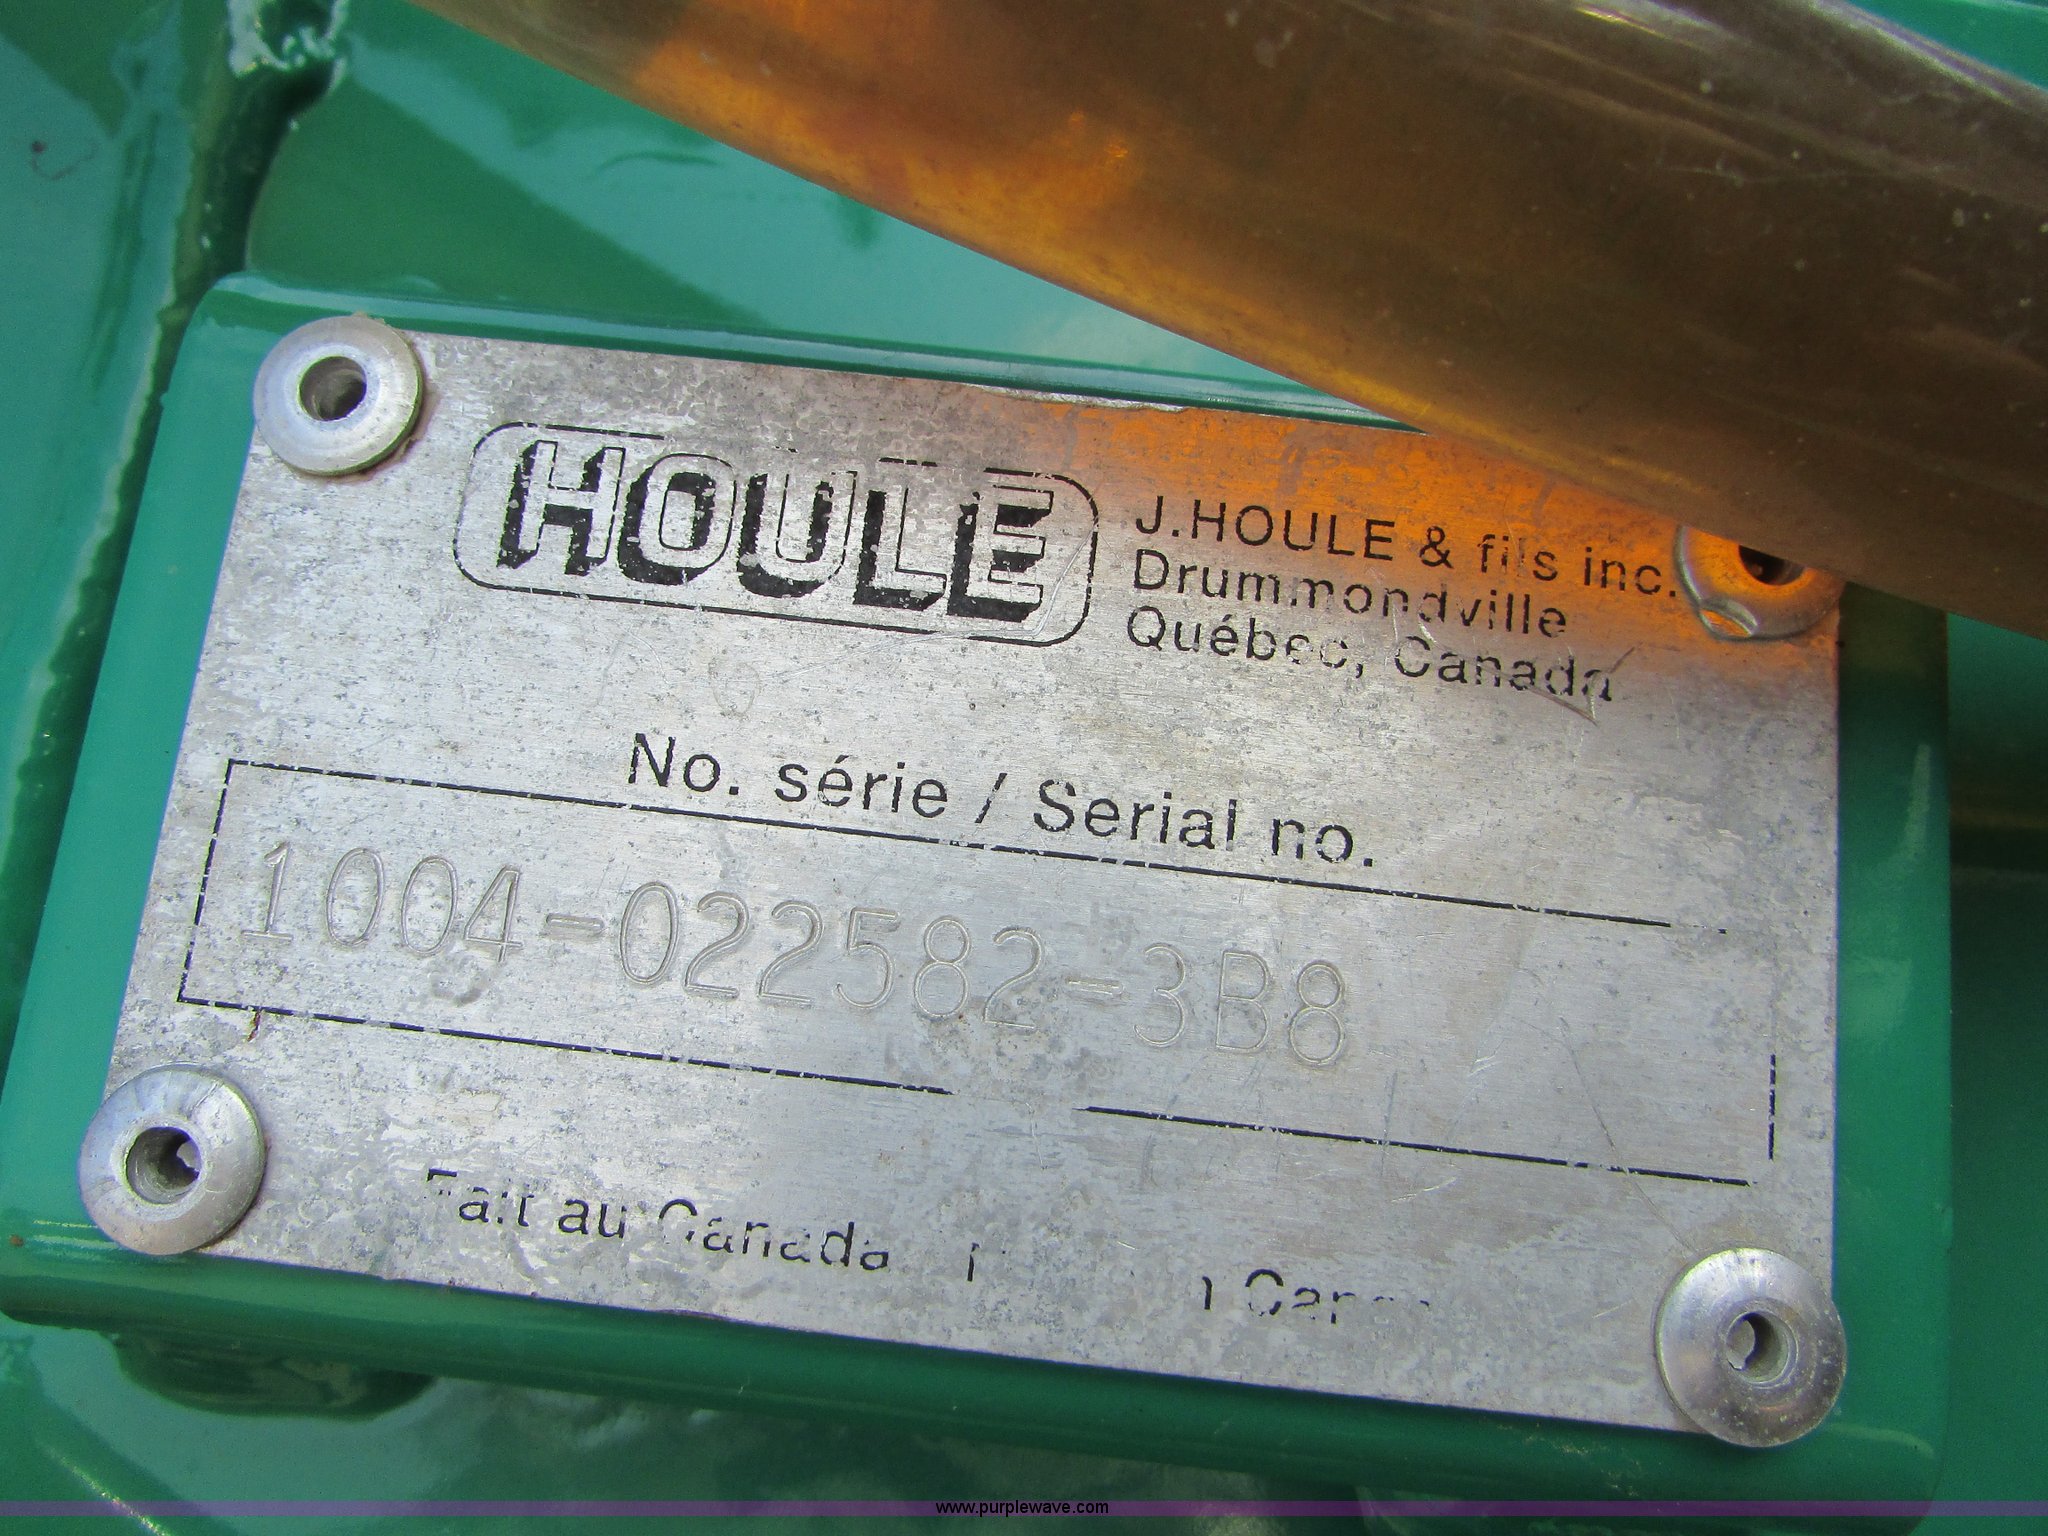 HOULE
J. HOULE & fils inc.
Drummondville
Québec, Canada
No. série / Serial no.
1004-022582-3B8
Fait au Canada
www.purplewave.com